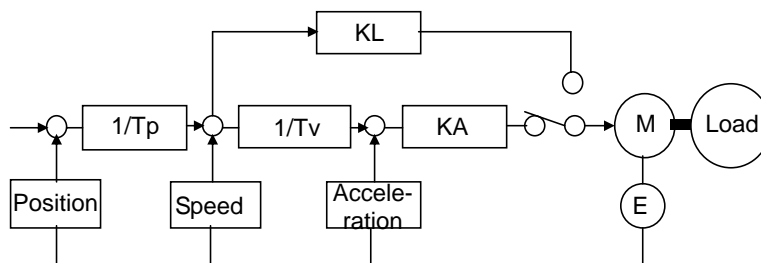 KL
1/Tp
1/Tv
KA
M
Load
Position
Speed
Accele-
ration
E